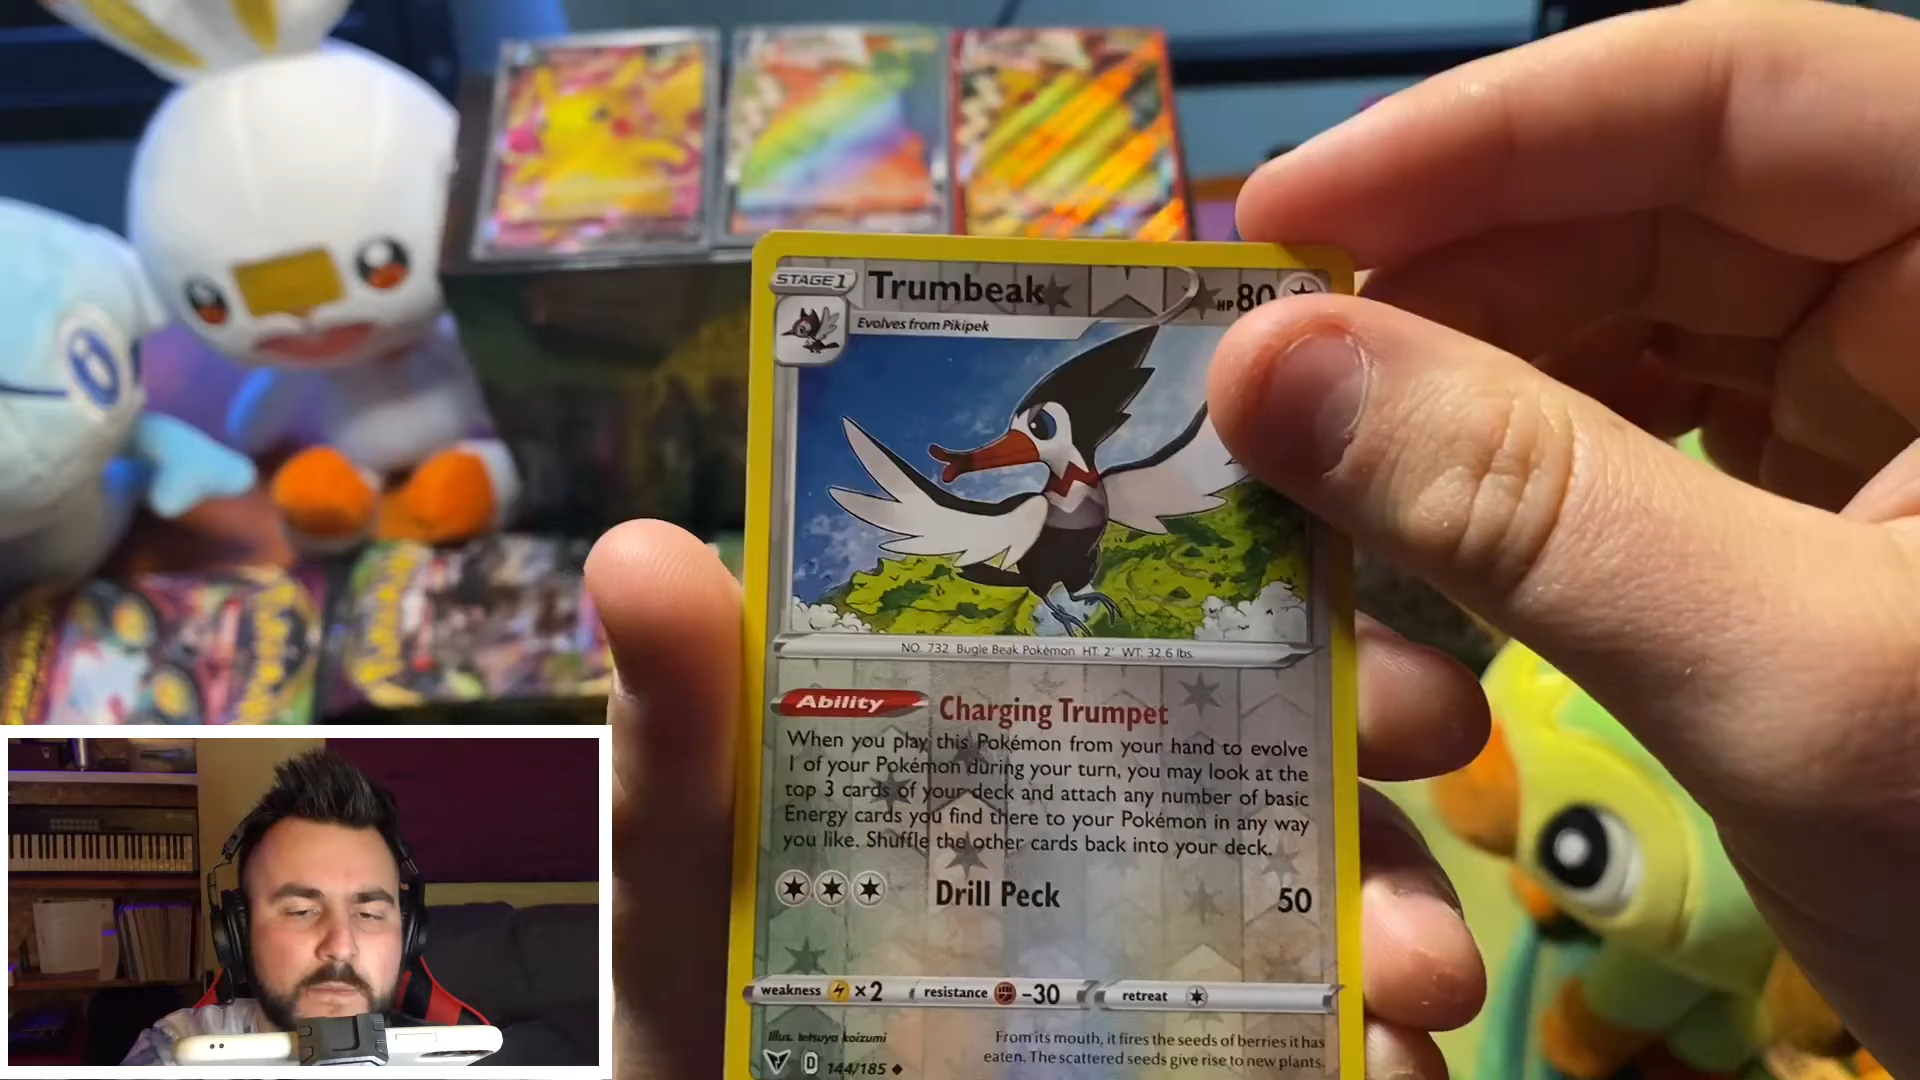 STAGE 1
Trumbeak
HP 80
Evolves from Pikipek
NO. 732 Bugle Beak Pokémon HT. 2' WT. 32.6 lbs.
Ability
Charging Trumpet
When you play this Pokémon from your hand to evolve
1 of your Pokémon during your turn, you may look at the
top 3 cards of your deck and attach any number of basic
Energy cards you find there to your Pokémon in any way
you like. Shuffle the other cards back into your deck.
Drill Peck 50
weakness ×2 resistance -30 retreat
Illus. tetsuya koizumi
From its mouth, it fires the seeds of berries it has
eaten. The scattered seeds give rise to new plants.
D 144/185